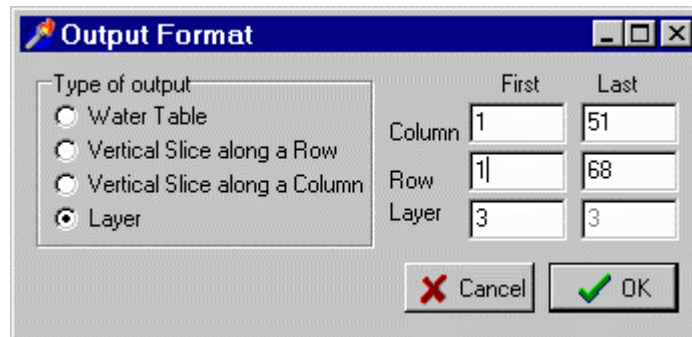 Output Format
Type of output
Water Table
Vertical Slice along a Row
Vertical Slice along a Column
Layer
First Last
Column 1 51
Row 1 68
Layer 3 3
Cancel OK